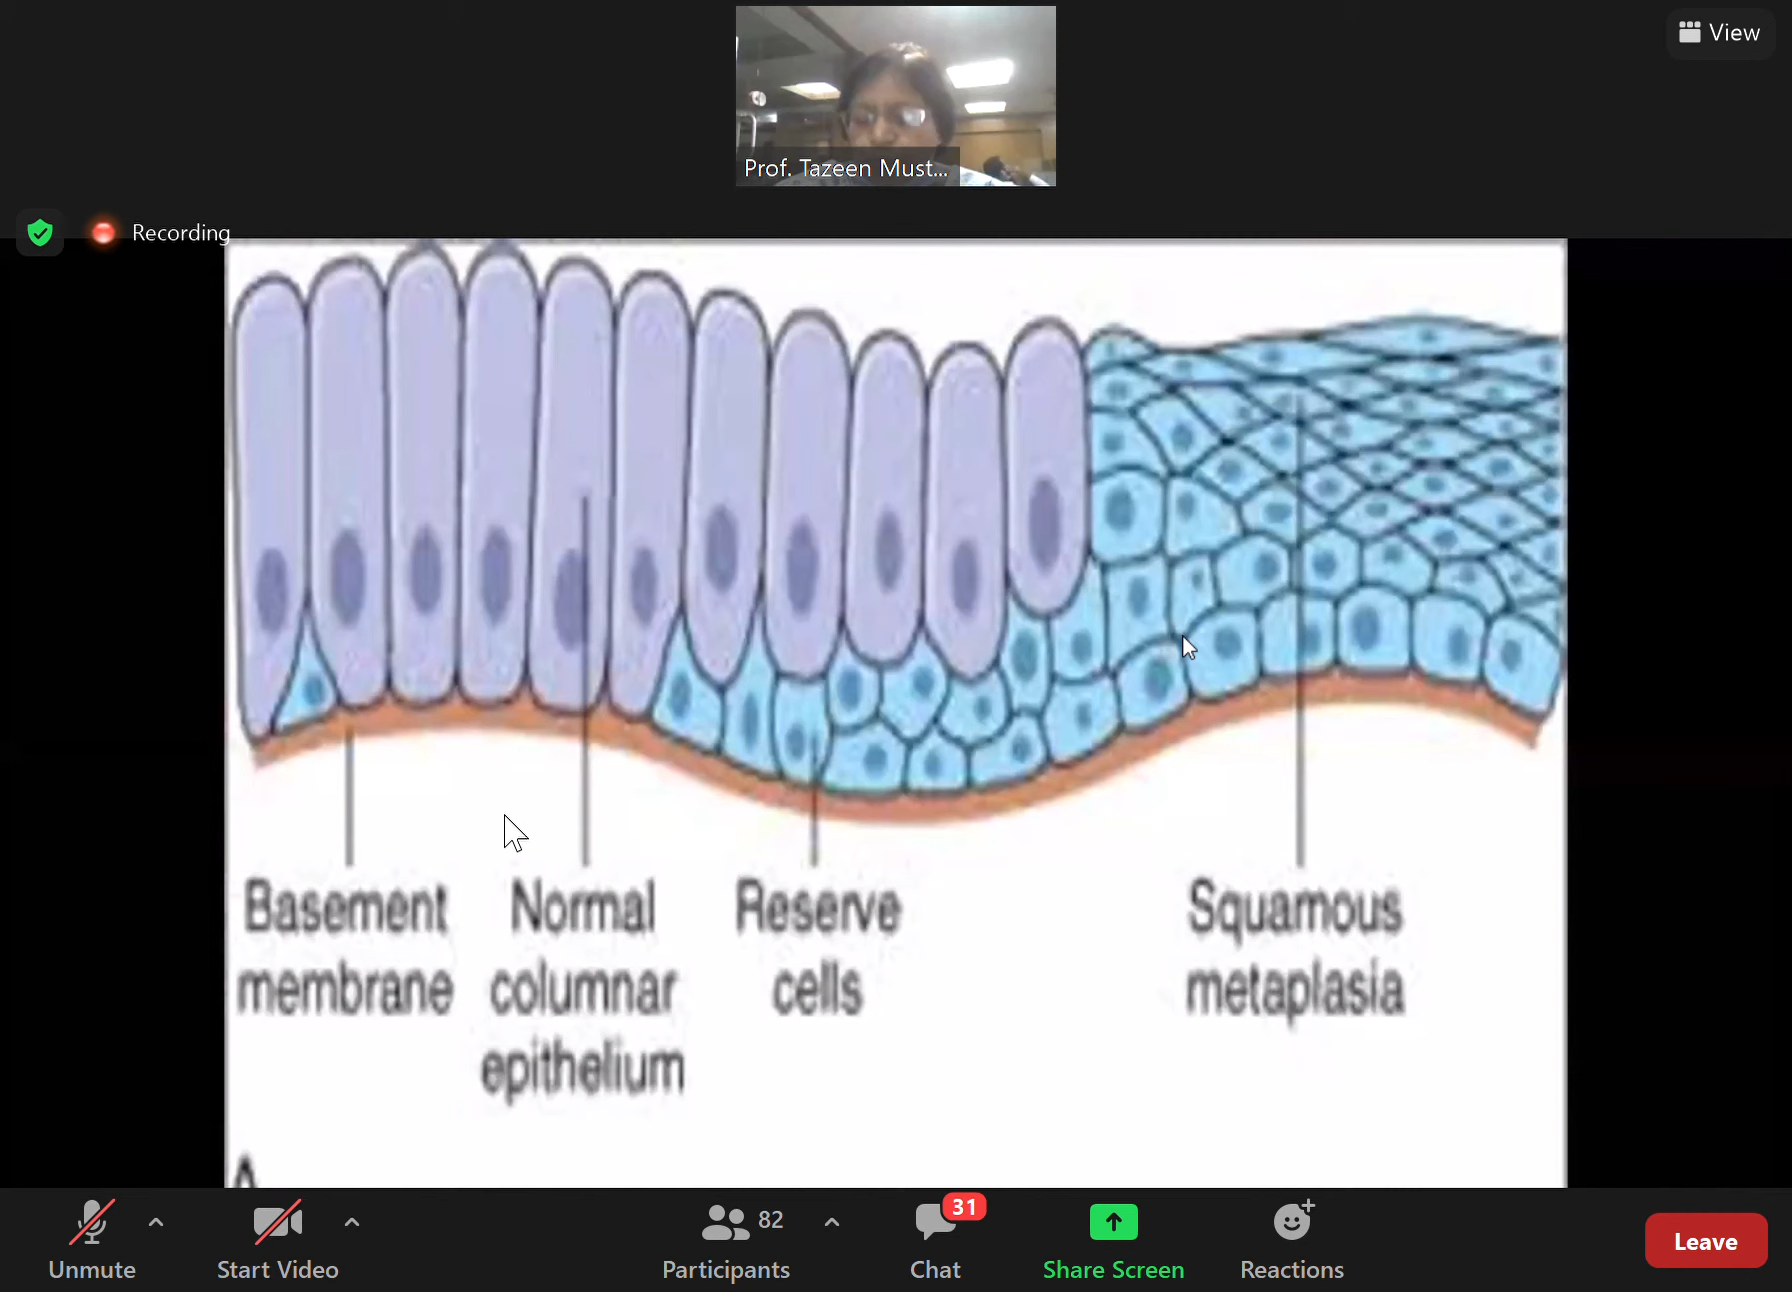 View
Prof. Tazeen Must...
Recording
Basement
membrane
Normal
columnar
epithelium
Reserve
cells
Squamous
metaplasia
A
Unmute
Start Video
82
Participants
31
Chat
Share Screen
Reactions
Leave